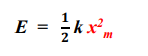 E = 1/2 k x²ₘ